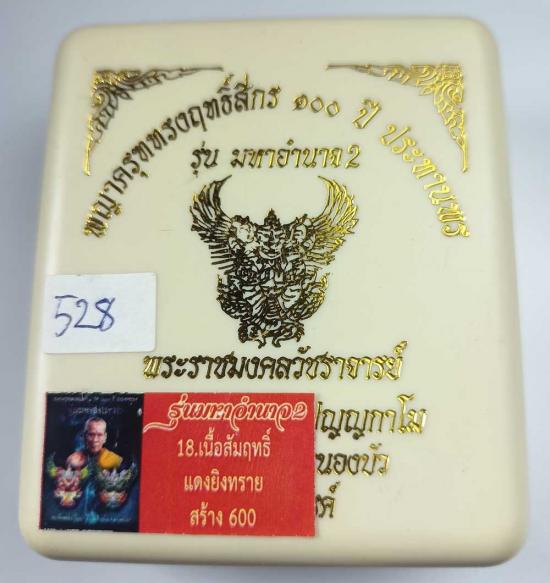 พญาครุฑทรงฤทธิ์สี่กร ๑๐๐ ปี ประทานพร
รุ่น มหาอำนาจ 2
528
พระราชมงคลวัชราจารย์
ปัญญกาโม
หนองบัว
รุ่นมหาอำนาจ 2
18.เนื้อสัมฤทธิ์
แดงยิงทราย
สร้าง 600